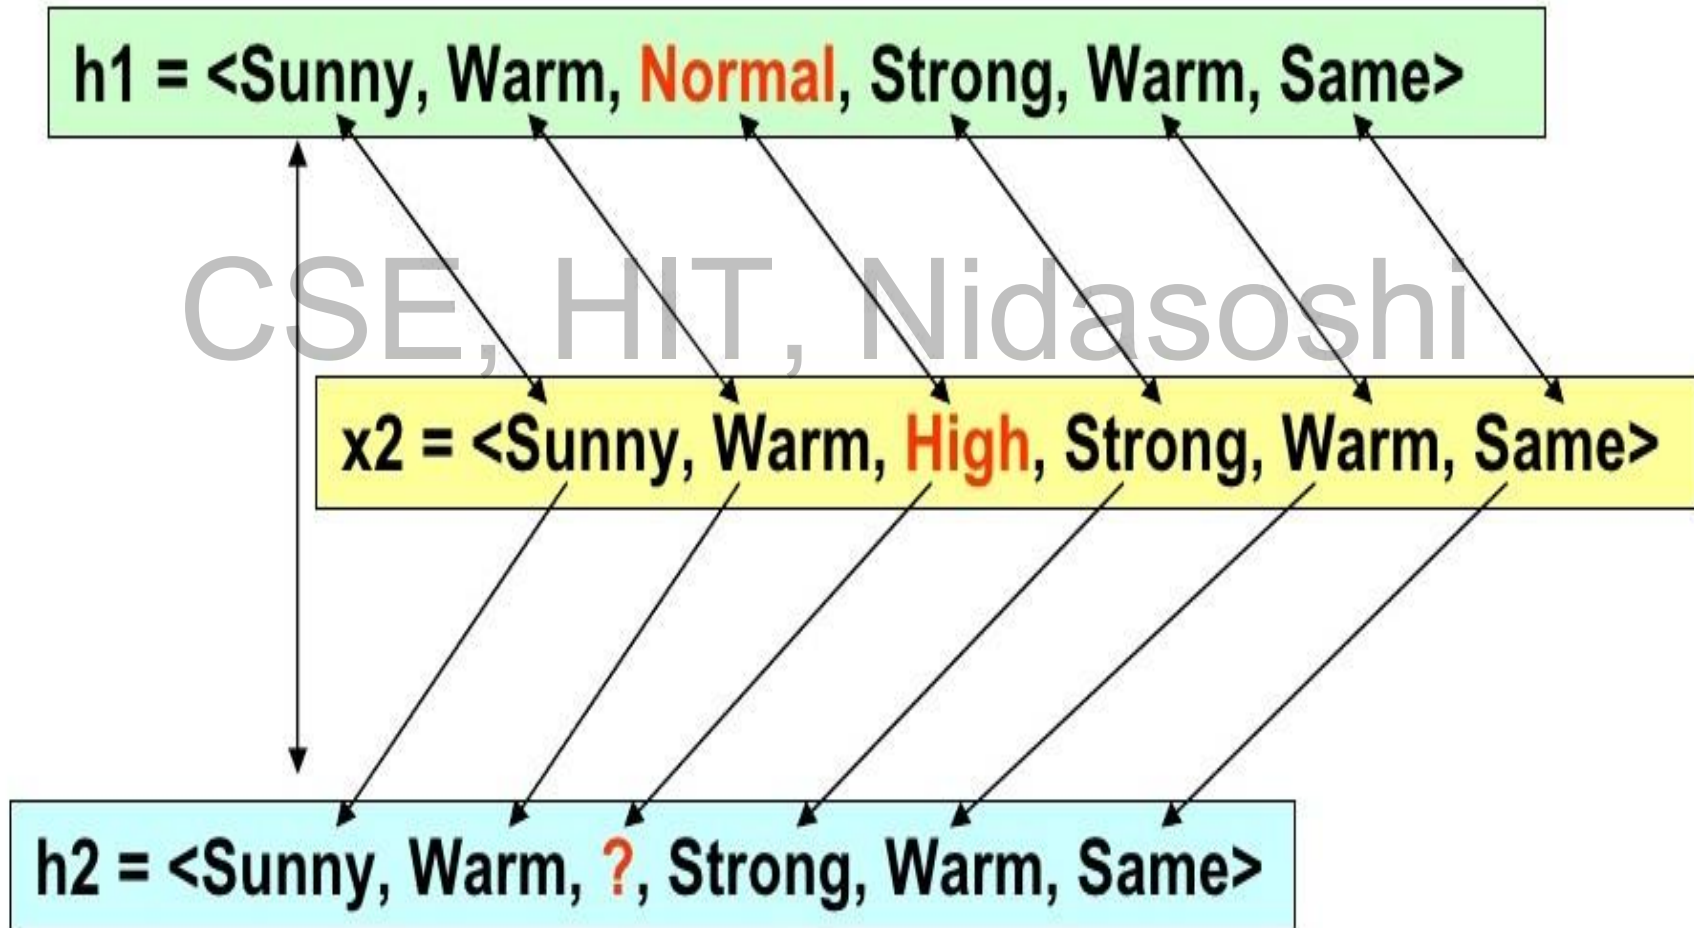 h1 = <Sunny, Warm, Normal, Strong, Warm, Same>
CSE, HIT, Nidasoshi
x2 = <Sunny, Warm, High, Strong, Warm, Same>
h2 = <Sunny, Warm, ?, Strong, Warm, Same>